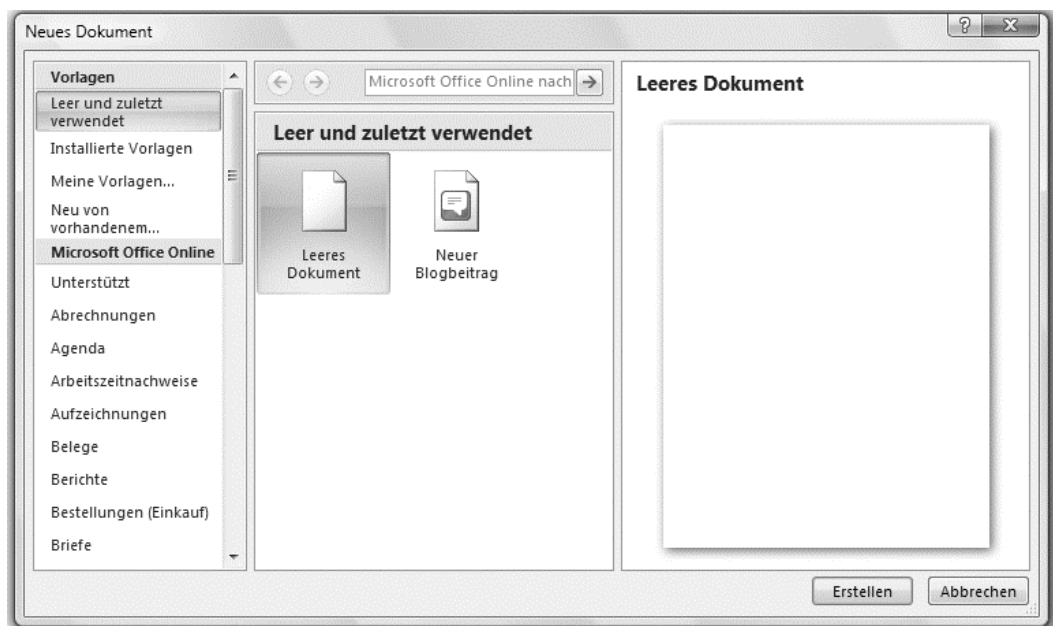 Neues Dokument
Vorlagen
Leer und zuletzt
verwendet
Installierte Vorlagen
Meine Vorlagen...
Neu von
vorhandenem...
Microsoft Office Online
Unterstützt
Abrechnungen
Agenda
Arbeitszeitnachweise
Aufzeichnungen
Belege
Berichte
Bestellungen (Einkauf)
Briefe
Microsoft Office Online nach
Leer und zuletzt verwendet
Leeres
Dokument
Neuer
Blogbeitrag
Leeres Dokument
Erstellen
Abbrechen